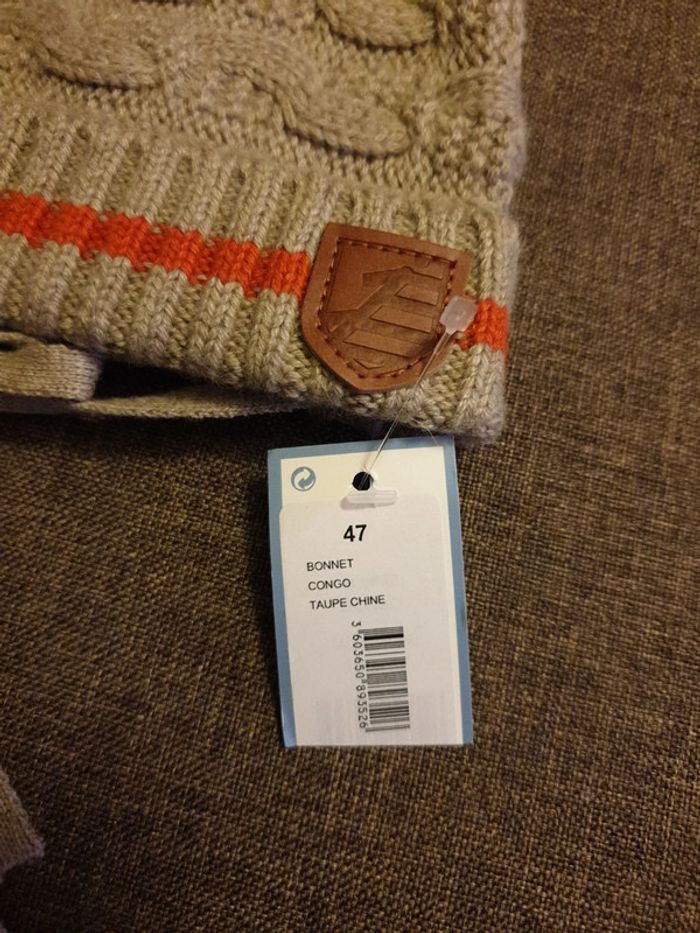 47
BONNET
CONGO
TAUPE CHINE
3 603650 893526